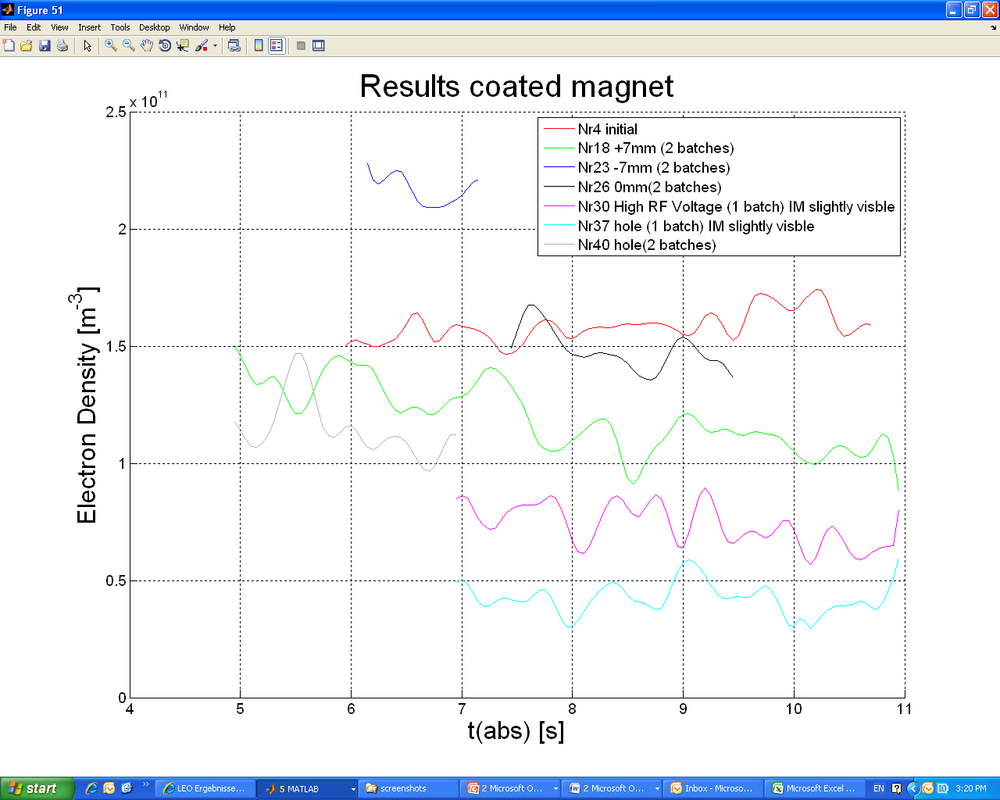 Figure 51
File Edit View Insert Tools Desktop Window Help
Results coated magnet
x 10^11
2.5
2
1.5
1
0.5
0
Electron Density [m^-3]
Nr4 initial
Nr18 +7mm (2 batches)
Nr23 -7mm (2 batches)
Nr26 0mm(2 batches)
Nr30 High RF Voltage (1 batch) IM slightly visble
Nr37 hole (1 batch) IM slightly visble
Nr40 hole(2 batches)
4 5 6 7 8 9 10 11
t(abs) [s]
start
LEO Ergebnisse...
5 MATLAB
screenshots
2 Microsoft O...
2 Microsoft O...
Inbox - Microso...
Microsoft Excel
EN
3:20 PM